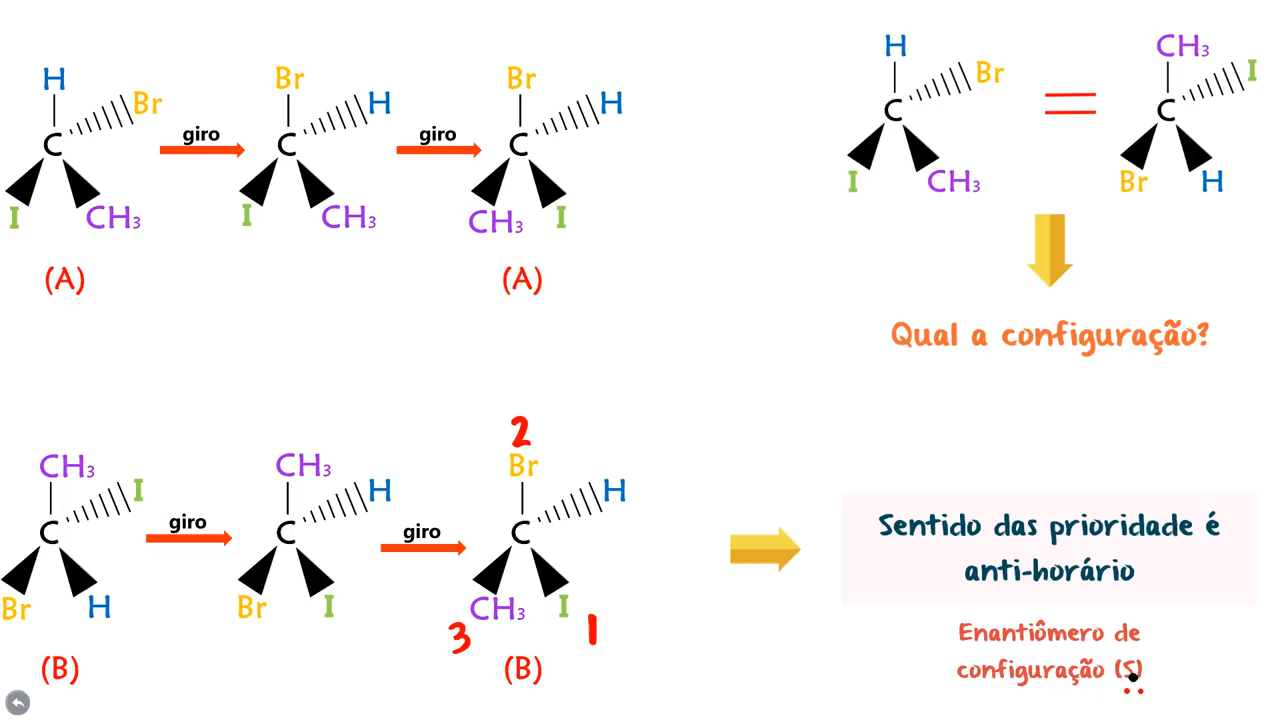 H
Br
C
I
CH₃
(A)
giro
Br
H
C
I
CH₃
giro
Br
H
C
CH₃
I
(A)
H
Br
C
I
CH₃
CH₃
I
C
Br
H
Qual a configuração?
CH₃
I
C
Br
H
(B)
giro
CH₃
H
C
Br
I
giro
2
Br
H
C
CH₃
I
3
1
(B)
Sentido das prioridade é
anti-horário
Enantiômero de
configuração (S)